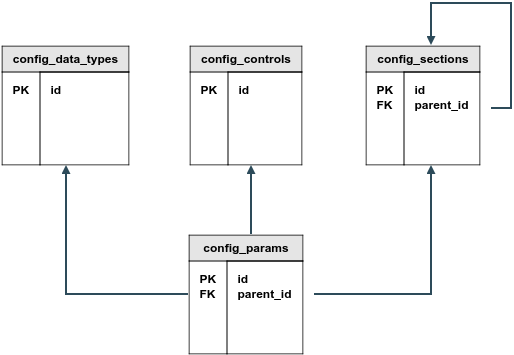 config_data_types
PK id
config_controls
PK id
config_sections
PK id
FK parent_id
config_params
PK id
FK parent_id